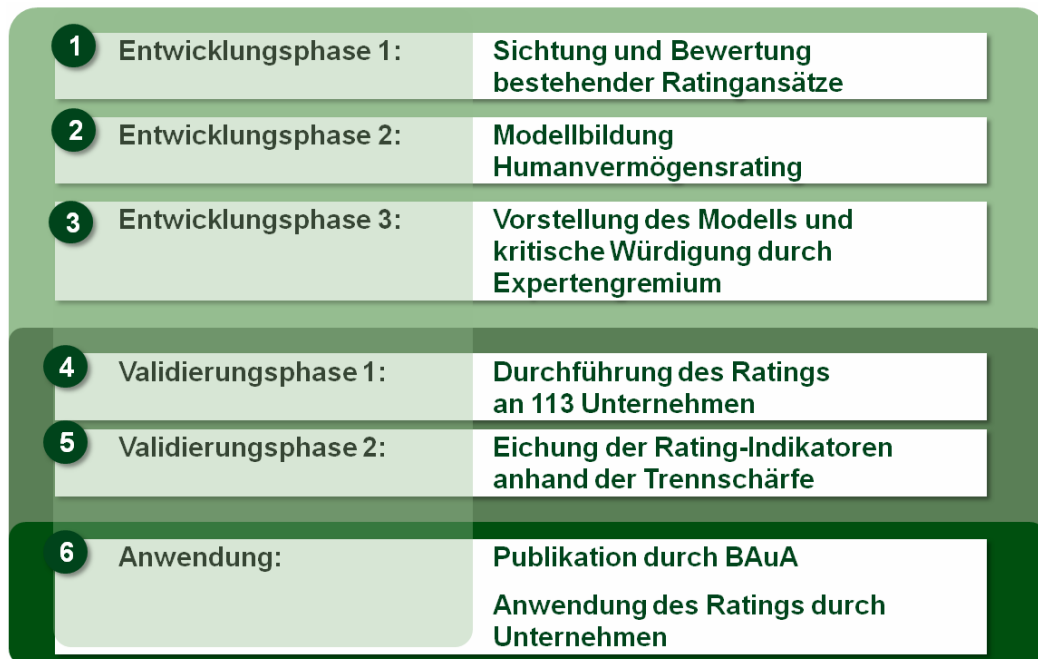 1 Entwicklungsphase 1: Sichtung und Bewertung
bestehender Ratingansätze
2 Entwicklungsphase 2: Modellbildung
Humanvermögensrating
3 Entwicklungsphase 3: Vorstellung des Modells und
kritische Würdigung durch
Expertengremium
4 Validierungsphase 1: Durchführung des Ratings
an 113 Unternehmen
5 Validierungsphase 2: Eichung der Rating-Indikatoren
anhand der Trennschärfe
6 Anwendung: Publikation durch BAuA
Anwendung des Ratings durch
Unternehmen